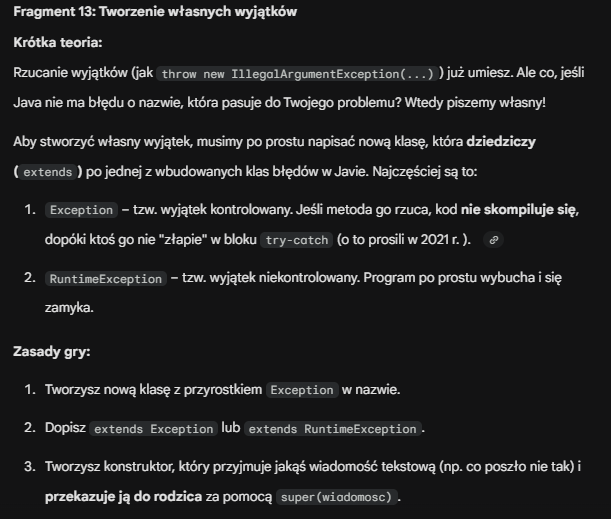 Fragment 13: Tworzenie własnych wyjątków
Krótka teoria:
Rzucanie wyjątków (jak throw new IllegalArgumentException(...) ) już umiesz. Ale co, jeśli
Java nie ma błędu o nazwie, która pasuje do Twojego problemu? Wtedy piszemy własny!
Aby stworzyć własny wyjątek, musimy po prostu napisać nową klasę, która dziedziczy
( extends ) po jednej z wbudowanych klas błędów w Javie. Najczęściej są to:
1. Exception – tzw. wyjątek kontrolowany. Jeśli metoda go rzuca, kod nie skompiluje się,
dopóki ktoś go nie "złapie" w bloku try-catch (o to prosili w 2021 r. ).
2. RuntimeException – tzw. wyjątek niekontrolowany. Program po prostu wybucha i się
zamyka.
Zasady gry:
1. Tworzysz nową klasę z przyrostkiem Exception w nazwie.
2. Dopisz extends Exception lub extends RuntimeException .
3. Tworzysz konstruktor, który przyjmuje jakąś wiadomość tekstową (np. co poszło nie tak) i
przekazuje ją do rodzica za pomocą super(wiadomosc) .